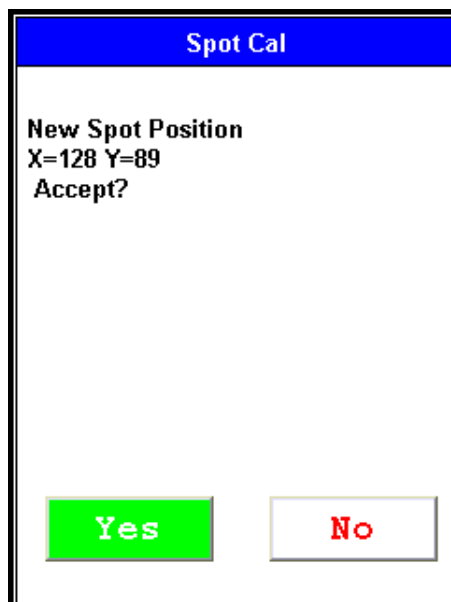 Spot Cal
New Spot Position
X=128 Y=89
Accept?
Yes No